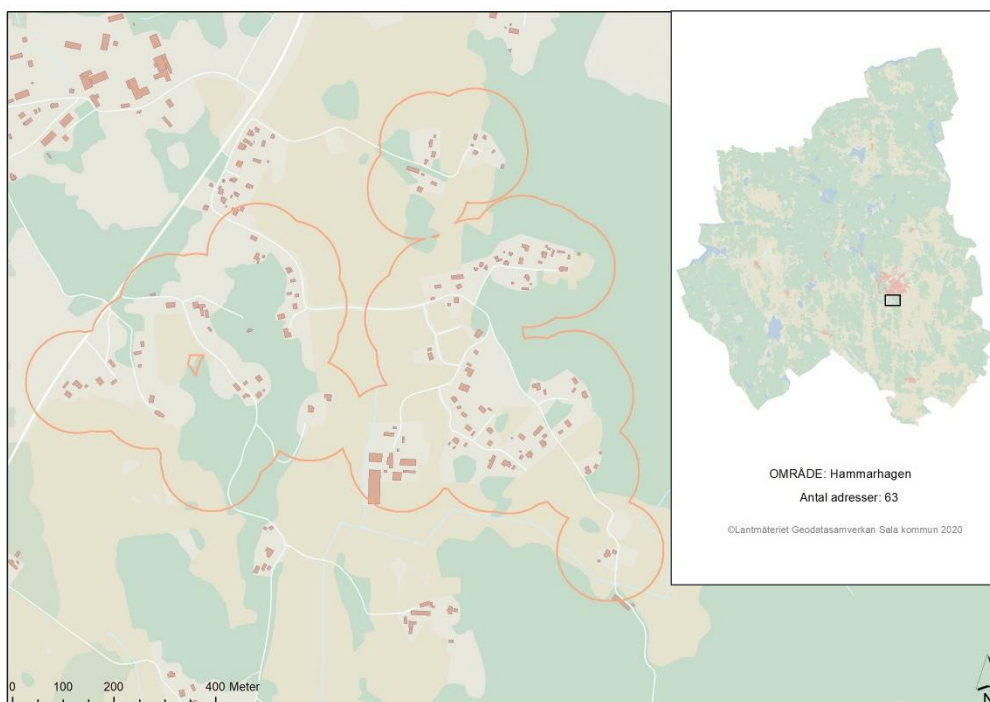 OMRÅDE: Hammarhagen
Antal adresser: 63
©Lantmäteriet Geodatasamverkan Sala kommun 2020
0 100 200 400 Meter
N